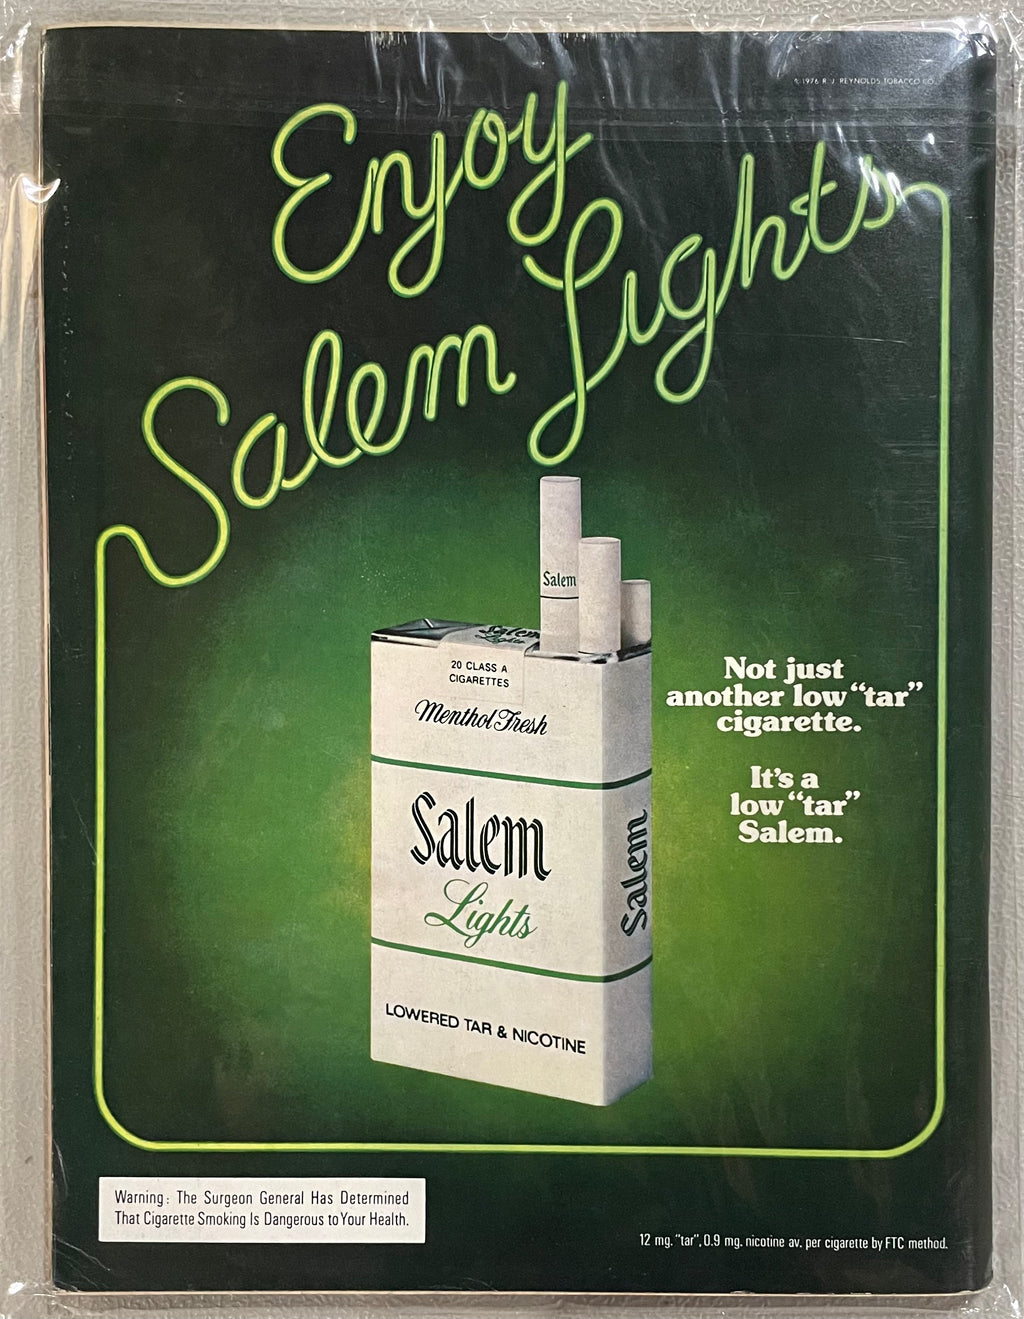 © 1976 R. J. REYNOLDS TOBACCO CO.
Enjoy
Salem Lights
Salem
Salem
Lights
20 CLASS A
CIGARETTES
Menthol Fresh
Salem
Lights
LOWERED TAR & NICOTINE
Salem
Not just
another low “tar”
cigarette.
It's a
low “tar”
Salem.
Warning: The Surgeon General Has Determined
That Cigarette Smoking Is Dangerous to Your Health.
12 mg. "tar", 0.9 mg. nicotine av. per cigarette by FTC method.